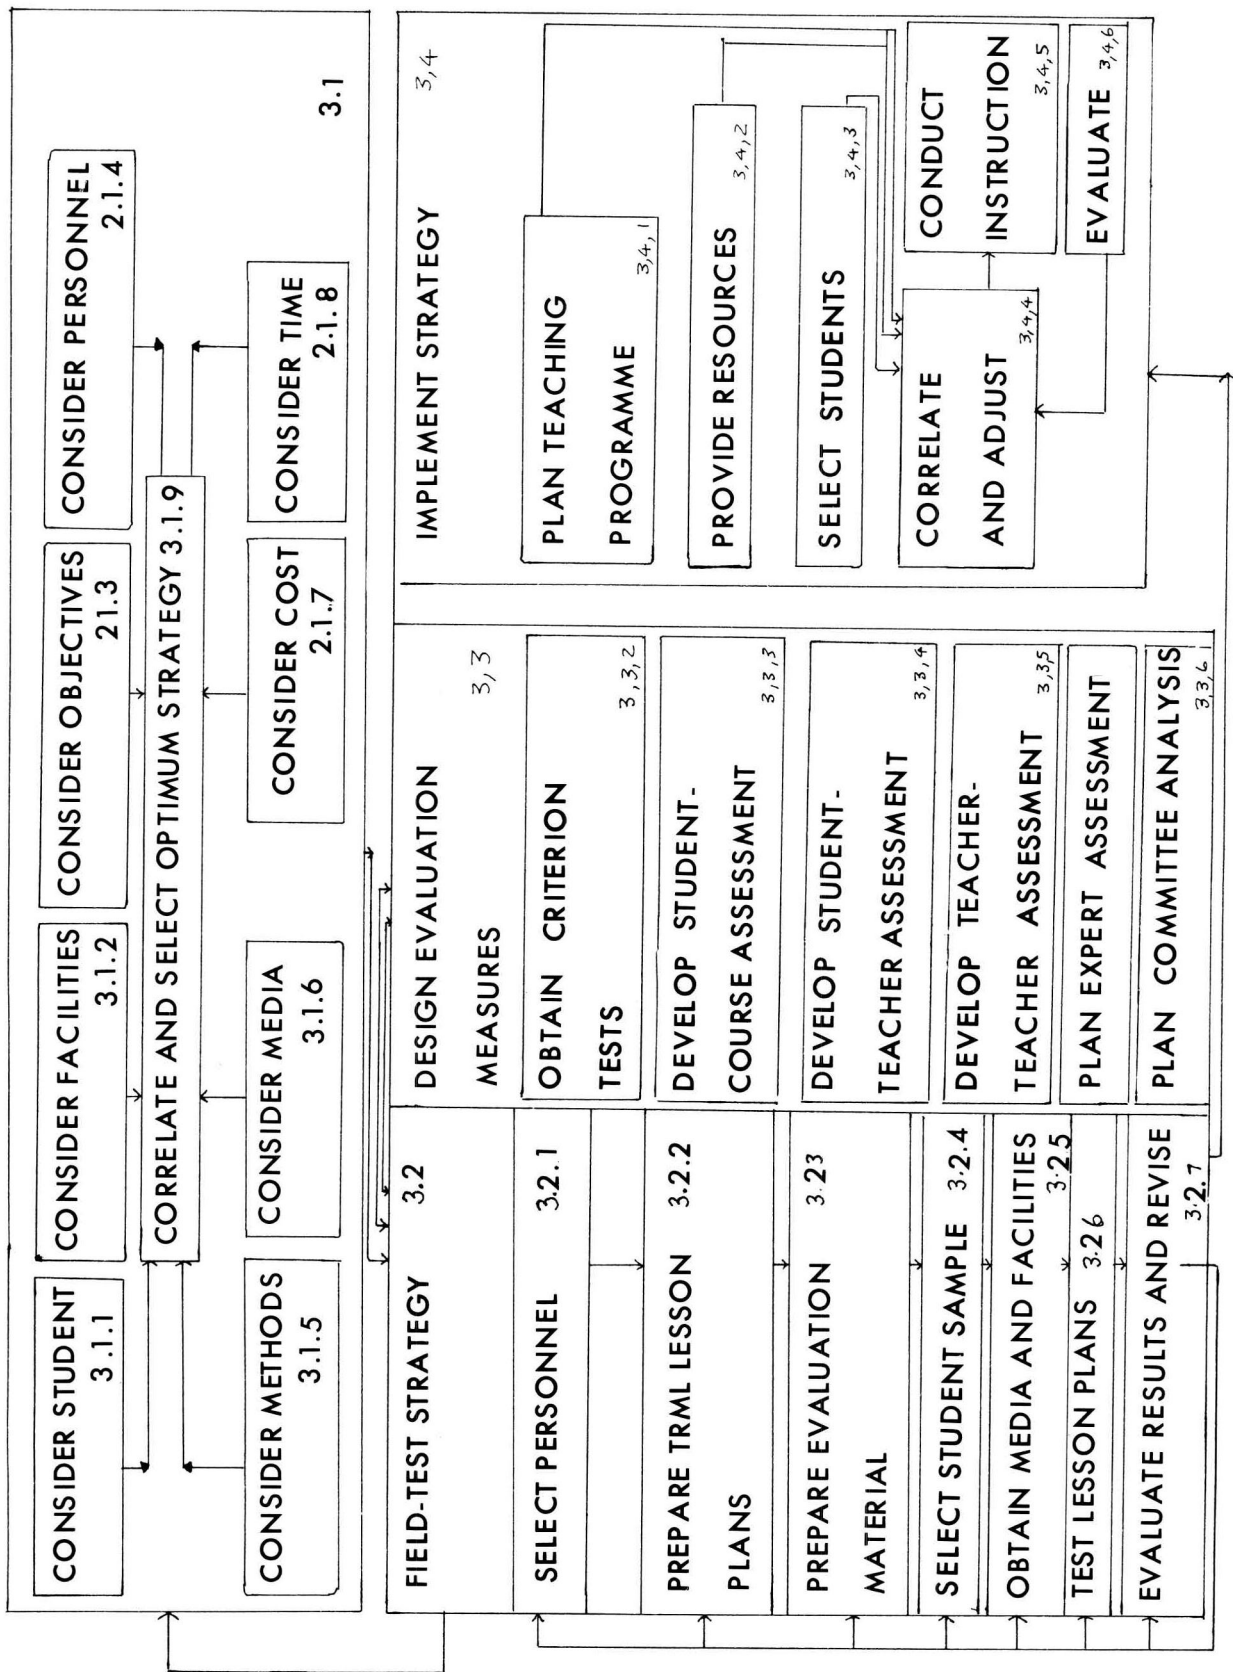 CONSIDER STUDENT
3.1.1
CONSIDER FACILITIES
3.1.2
CONSIDER OBJECTIVES
21.3
CONSIDER PERSONNEL
2.1.4
CORRELATE AND SELECT OPTIMUM STRATEGY 3.1.9
CONSIDER METHODS
3.1.5
CONSIDER MEDIA
3.1.6
CONSIDER COST
2.1.7
CONSIDER TIME
2.1.8
3.1
FIELD-TEST STRATEGY 3.2
SELECT PERSONNEL 3.2.1
PREPARE TRML LESSON 3.2.2
PLANS
PREPARE EVALUATION 3.23
MATERIAL
SELECT STUDENT SAMPLE 3.2.4
OBTAIN MEDIA AND FACILITIES
3.25
TEST LESSON PLANS 3.26
EVALUATE RESULTS AND REVISE
3.2.7
DESIGN EVALUATION
MEASURES 3,3
OBTAIN CRITERION
TESTS 3,3,2
DEVELOP STUDENT-
COURSE ASSESSMENT 3,3,3
DEVELOP STUDENT-
TEACHER ASSESSMENT 3,3,4
DEVELOP TEACHER-
TEACHER ASSESSMENT 3,3,5
PLAN EXPERT ASSESSMENT
PLAN COMMITTEE ANALYSIS
3,3,6
IMPLEMENT STRATEGY 3,4
PLAN TEACHING
PROGRAMME 3,4,1
PROVIDE RESOURCES
3,4,2
SELECT STUDENTS
3,4,3
CORRELATE
AND ADJUST 3,4,4
CONDUCT
INSTRUCTION
3,4,5
EVALUATE 3,4,6